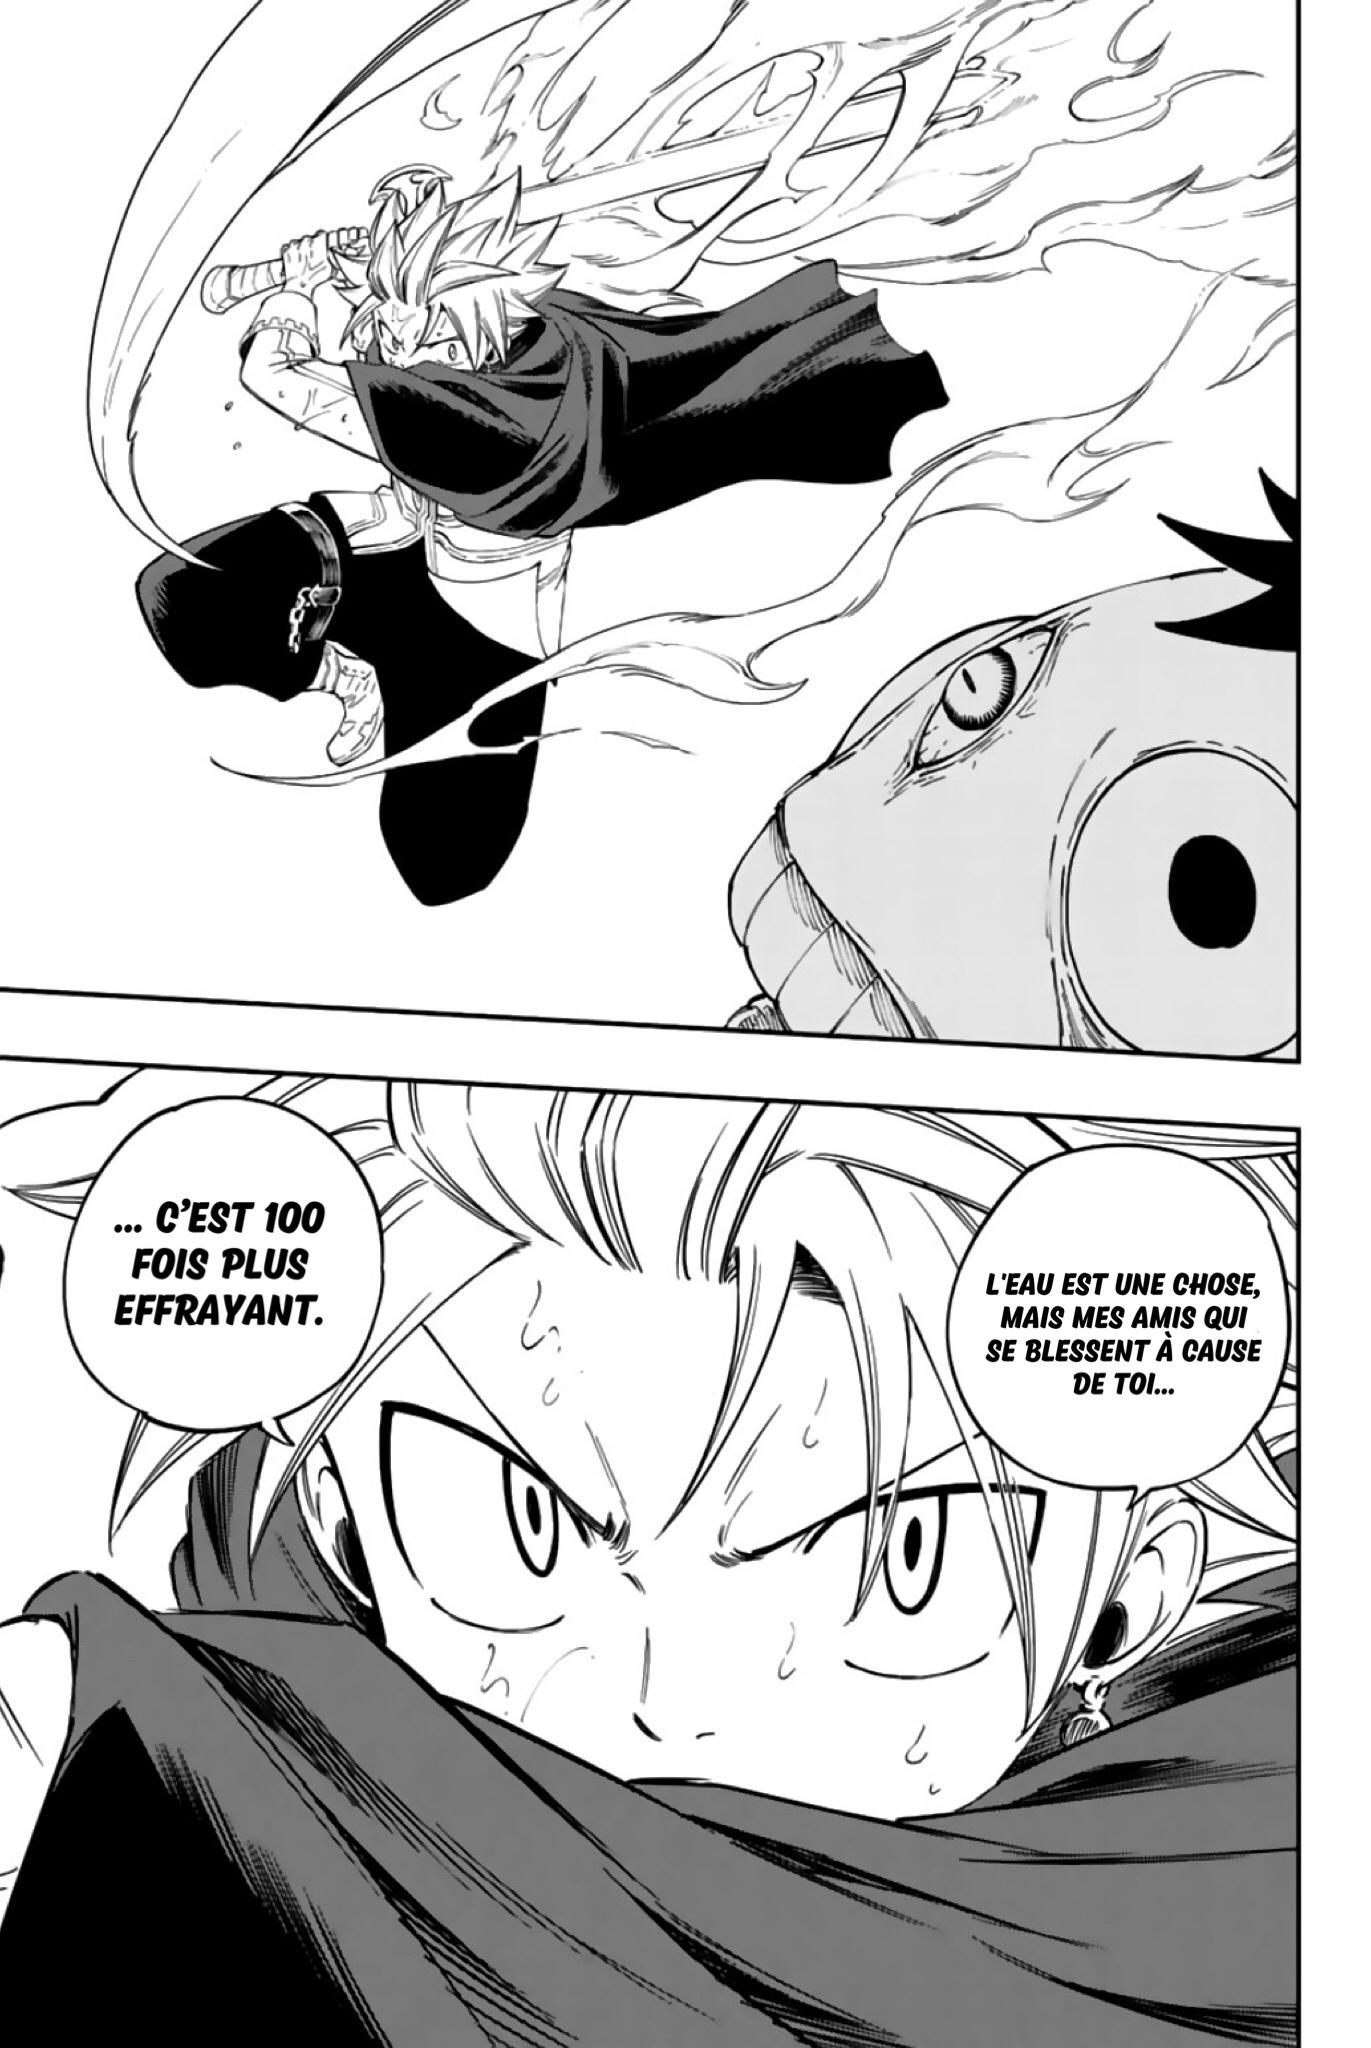 L'EAU EST UNE CHOSE,
MAIS MES AMIS QUI
SE BLESSENT À CAUSE
DE TOI...
... C'EST 100
FOIS PLUS
EFFRAYANT.